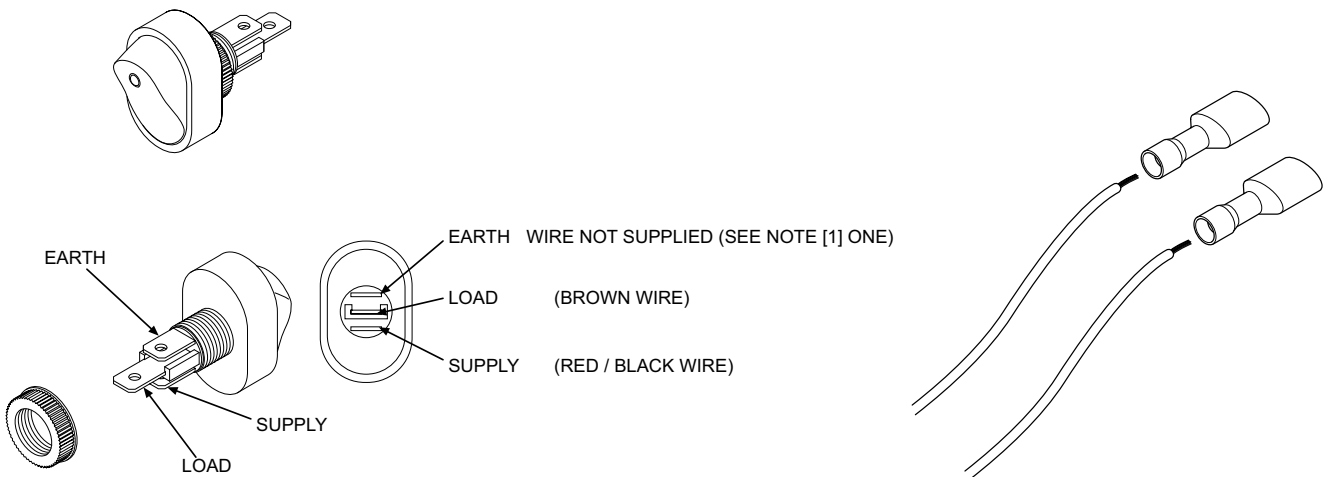 EARTH WIRE NOT SUPPLIED (SEE NOTE [1] ONE)
EARTH
LOAD (BROWN WIRE)
SUPPLY (RED / BLACK WIRE)
SUPPLY
LOAD